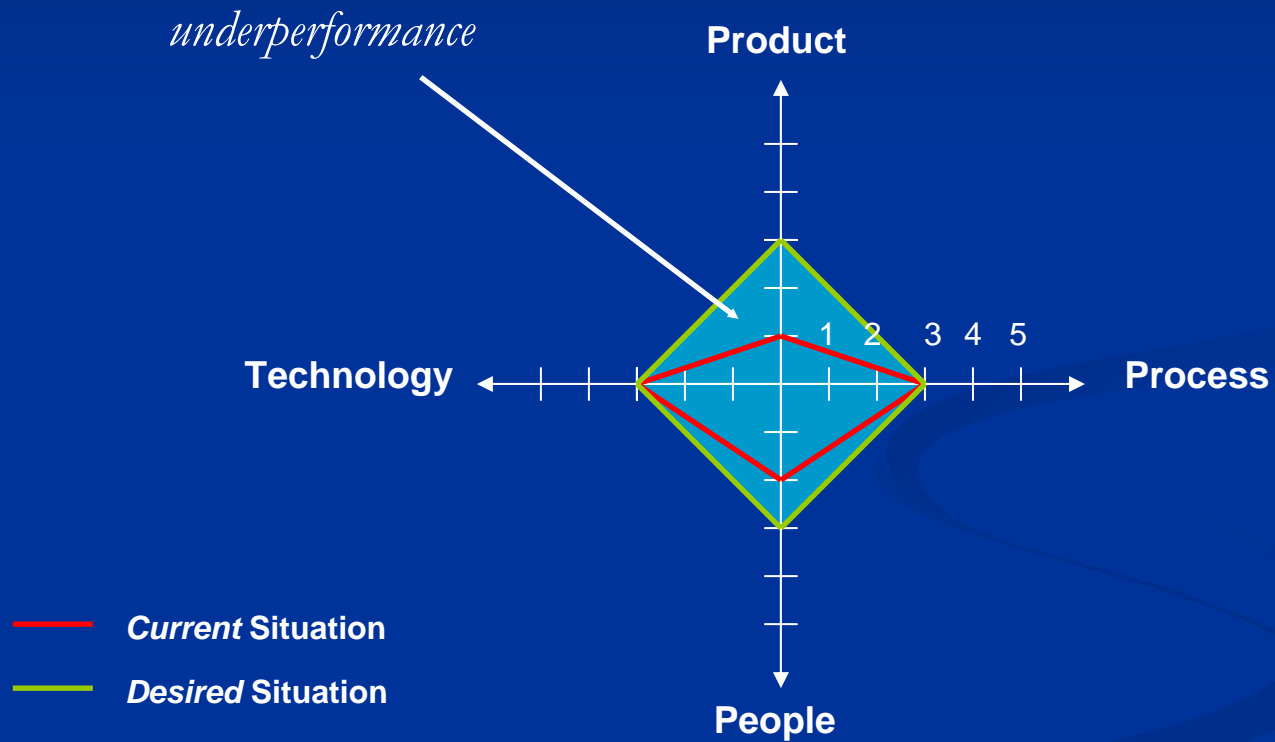 underperformance
Product
1 2 3 4 5
Technology
Process
Current Situation
Desired Situation
People